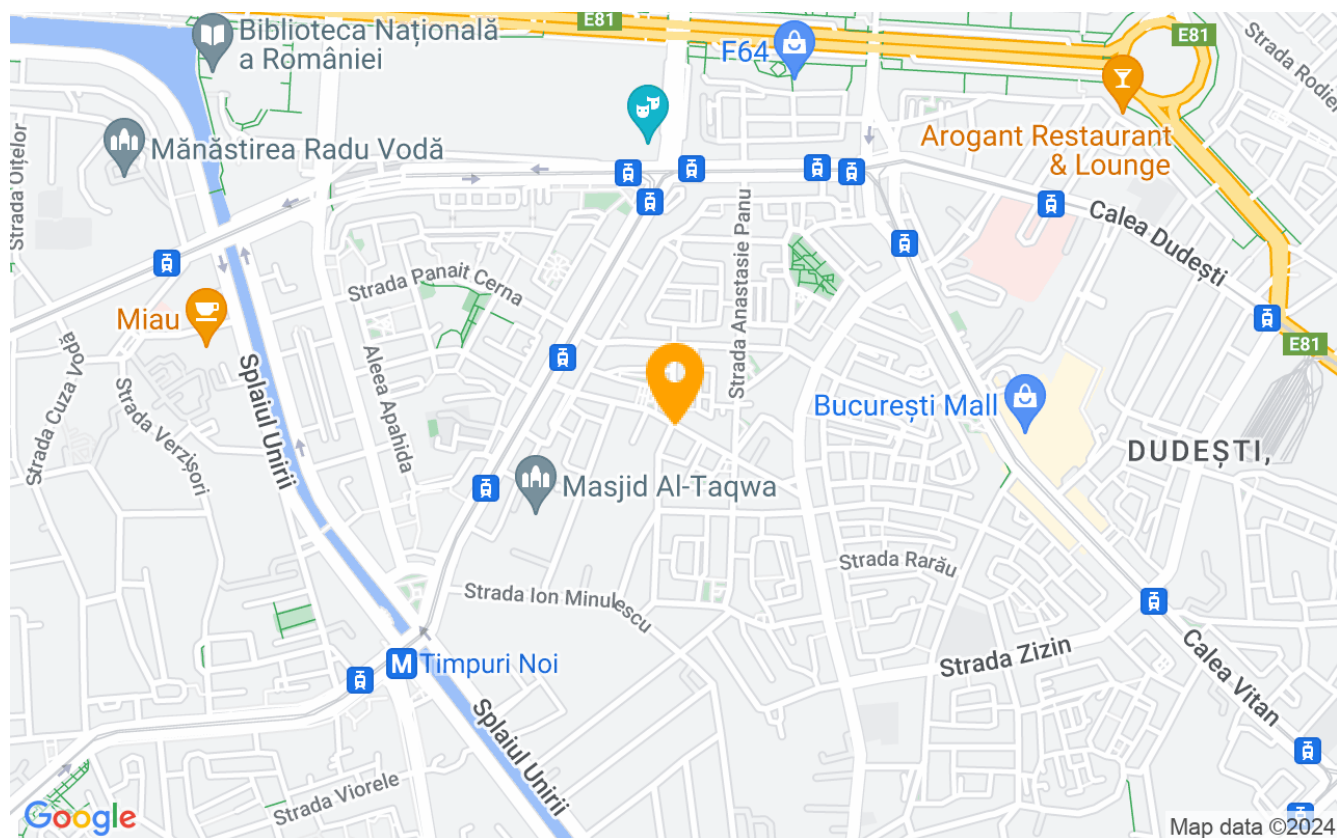 Biblioteca Națională
a României
F64
E81
Strada Rodiei
Strada Oițelor
Mănăstirea Radu Vodă
Arogant Restaurant
& Lounge
Calea Dudești
Strada Panait Cerna
Strada Anastasie Panu
Miau
Strada Cuza Vodă
Splaiul Unirii
Aleea Apahida
Strada Verzișori
E81
București Mall
DUDEȘTI,
Masjid Al-Taqwa
Strada Rarău
Strada Ion Minulescu
M Timpuri Noi
Strada Zizin
Calea Vitan
Splaiul Unirii
Strada Viorele
E81
Google
Map data ©2024